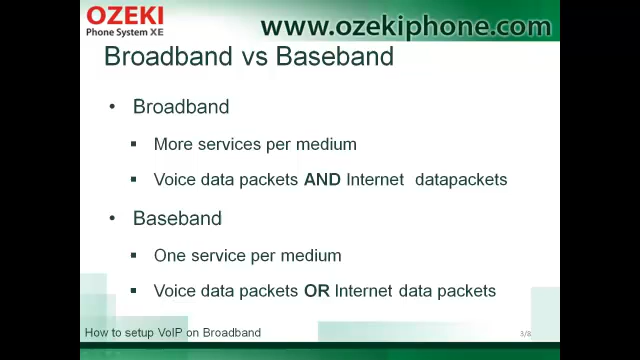 OZEKI
Phone System XE
www.ozekiphone.com
Broadband vs Baseband
• Broadband
▪ More services per medium
▪ Voice data packets AND Internet datapackets
• Baseband
▪ One service per medium
▪ Voice data packets OR Internet data packets
How to setup VoIP on Broadband
3/8